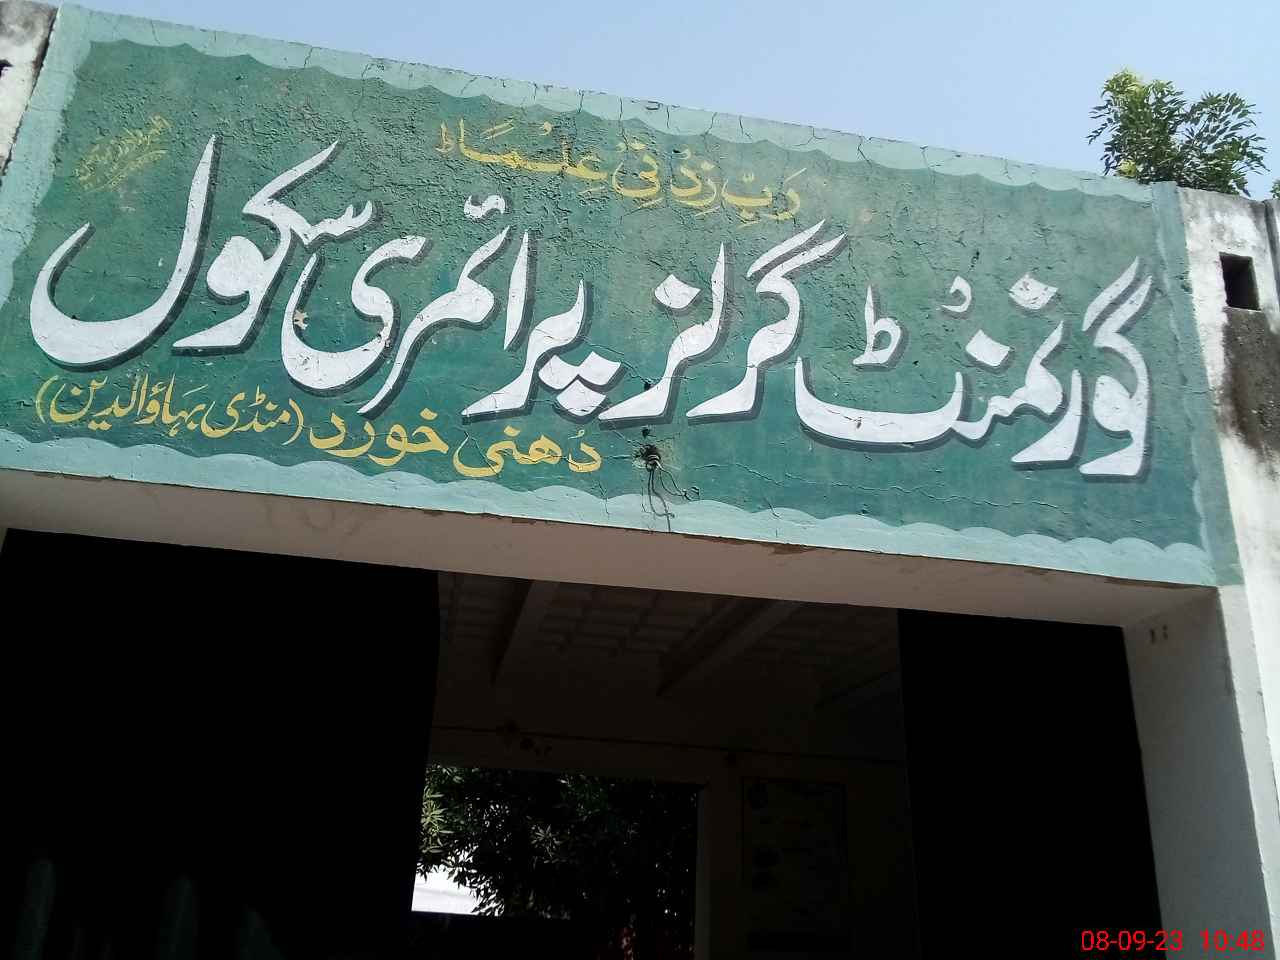 رَبِّ زِدْنِیْ عِلْمًا ط
گورنمنٹ گرلز پرائمری سکول
دُھنی خورد (منڈی بہاؤالدین)
08-09-23 10:48